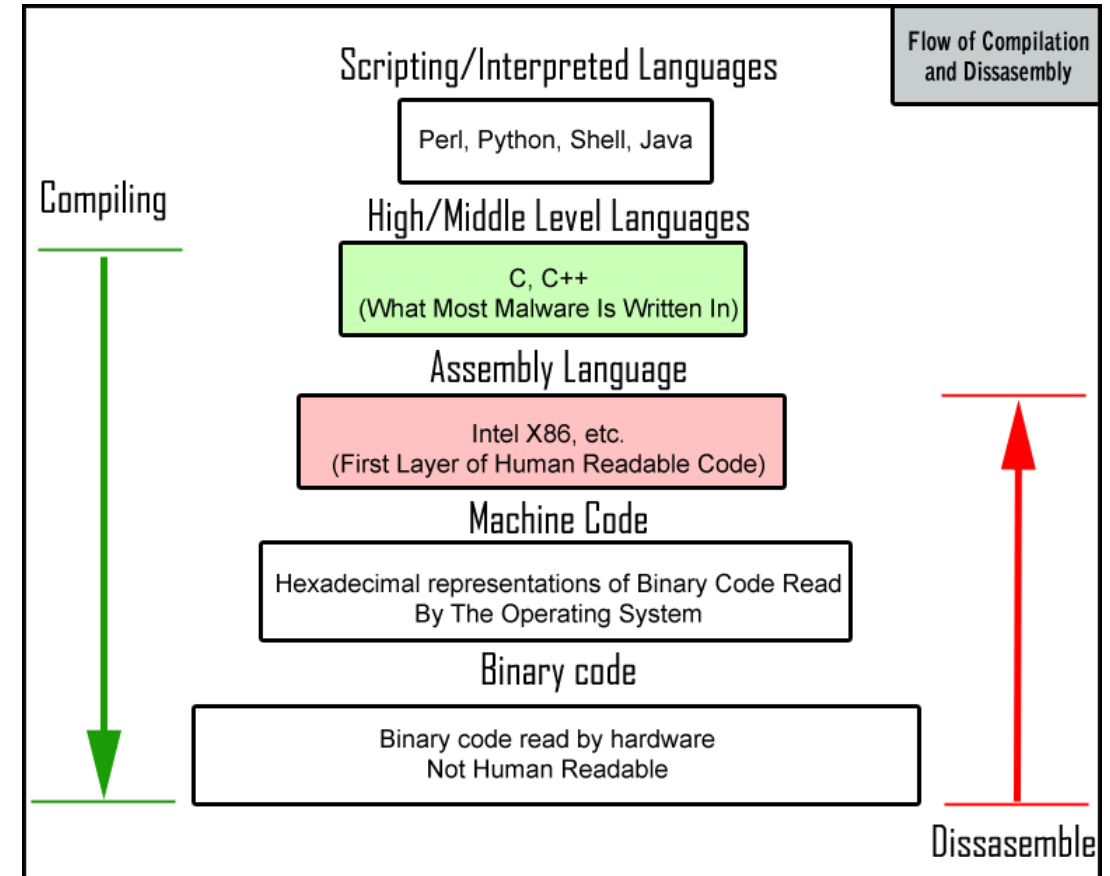 Flow of Compilation
and Dissasembly
Scripting/Interpreted Languages
Perl, Python, Shell, Java
Compiling
High/Middle Level Languages
C, C++
(What Most Malware Is Written In)
Assembly Language
Intel X86, etc.
(First Layer of Human Readable Code)
Machine Code
Hexadecimal representations of Binary Code Read
By The Operating System
Binary code
Binary code read by hardware
Not Human Readable
Dissasemble